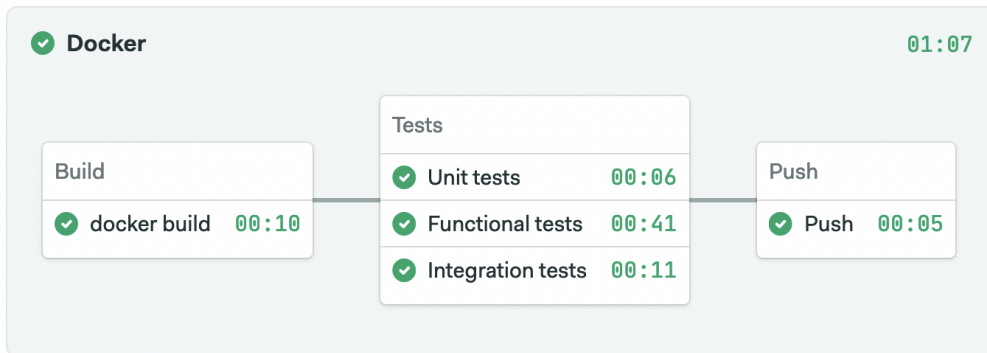 Docker 01:07
Build
docker build 00:10
Tests
Unit tests 00:06
Functional tests 00:41
Integration tests 00:11
Push
Push 00:05